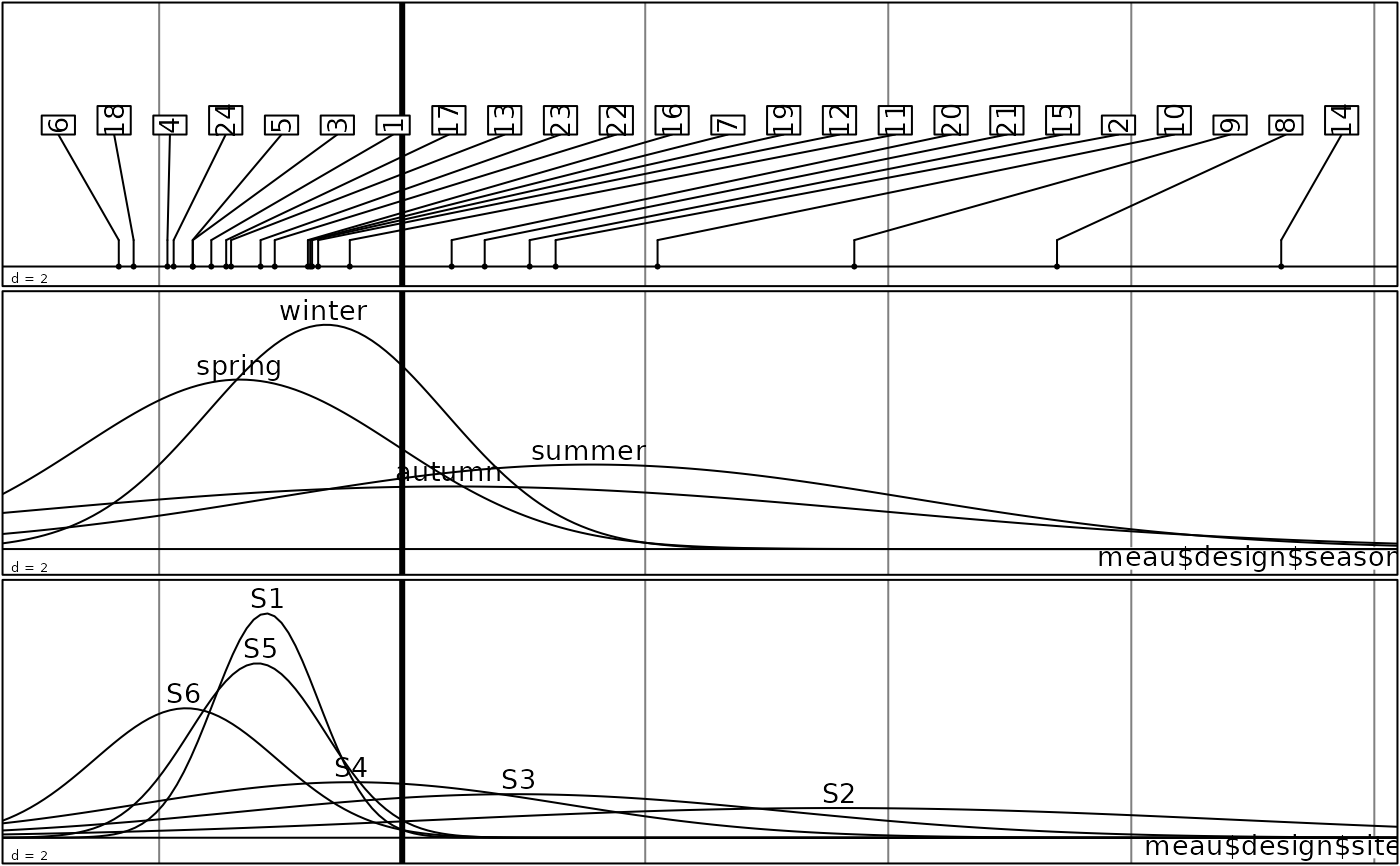 6 18 4 24 5 3 1 17 13 23 22 16 7 19 12 11 20 21 15 2 10 9 8 14
d = 2
winter
spring
summer
autumn
meau$design$season
d = 2
S1
S5
S6
S4
S3
S2
meau$design$site
d = 2